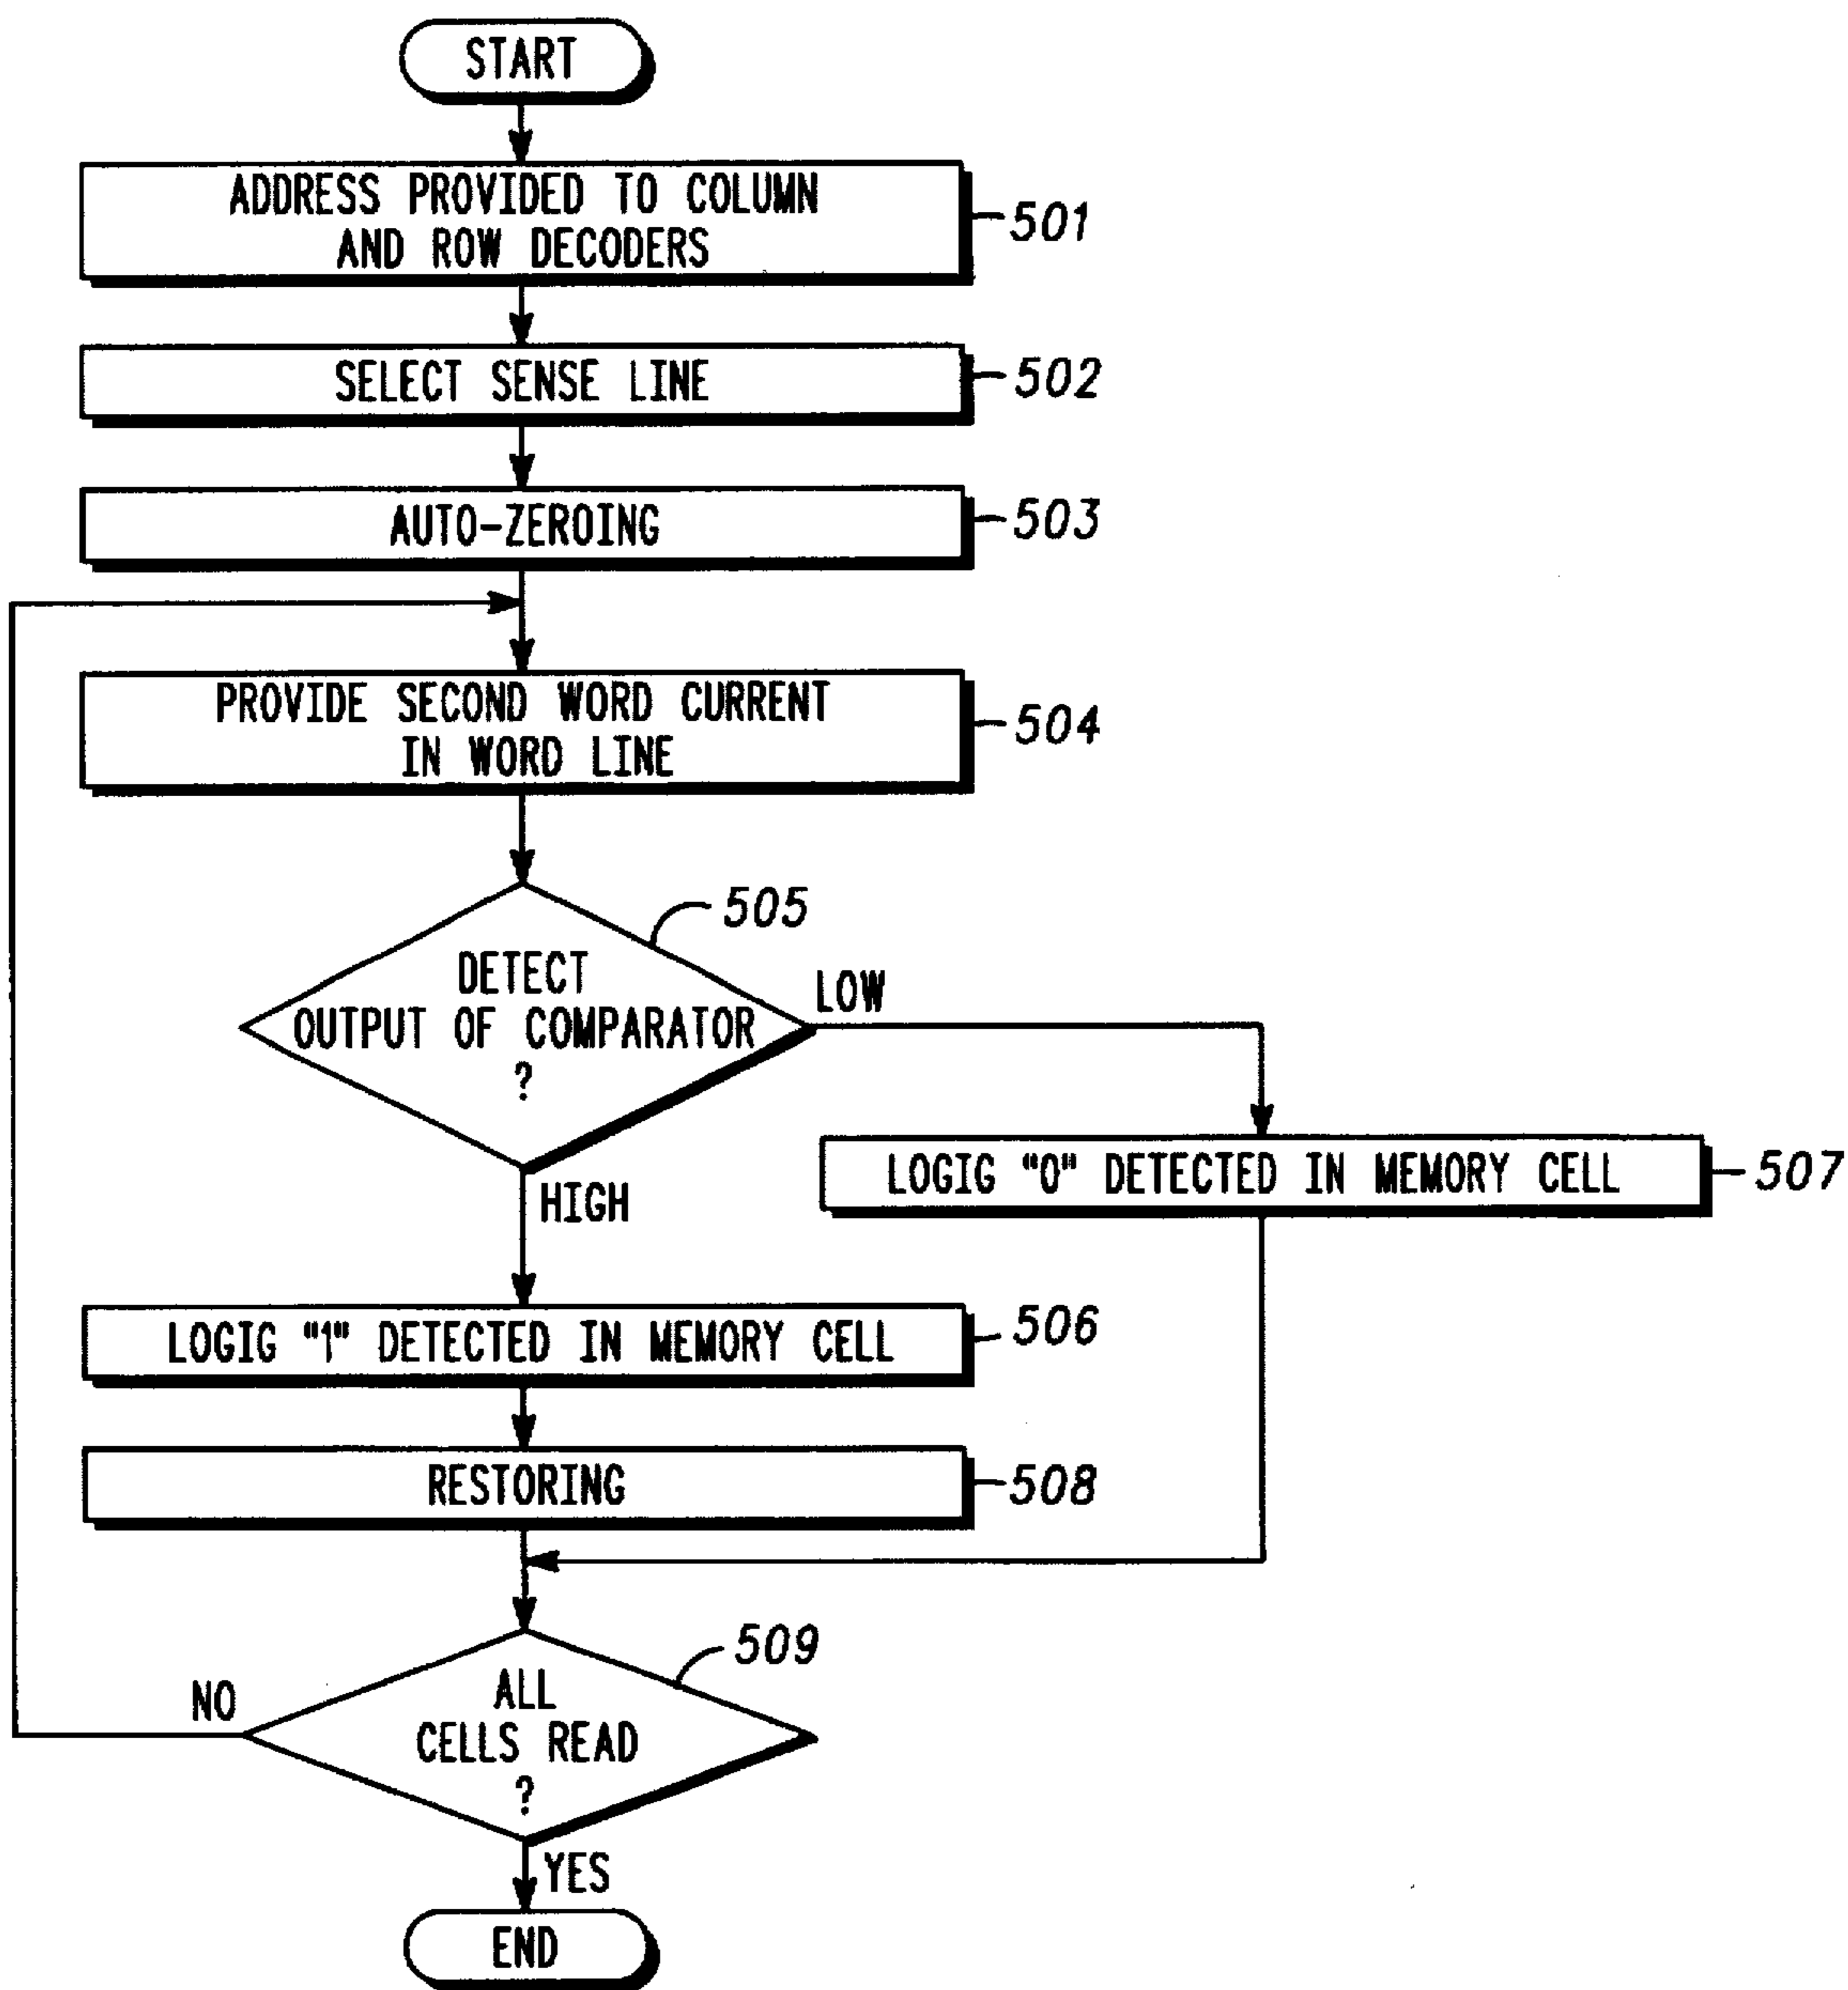 START
ADDRESS PROVIDED TO COLUMN
AND ROW DECODERS
501
SELECT SENSE LINE
502
AUTO-ZEROING
503
PROVIDE SECOND WORD CURRENT
IN WORD LINE
504
505
DETECT
OUTPUT OF COMPARATOR
?
LOW
HIGH
LOGIG "0" DETECTED IN MEMORY CELL
507
LOGIG "1" DETECTED IN MEMORY CELL
506
RESTORING
508
509
ALL
CELLS READ
?
NO
YES
END